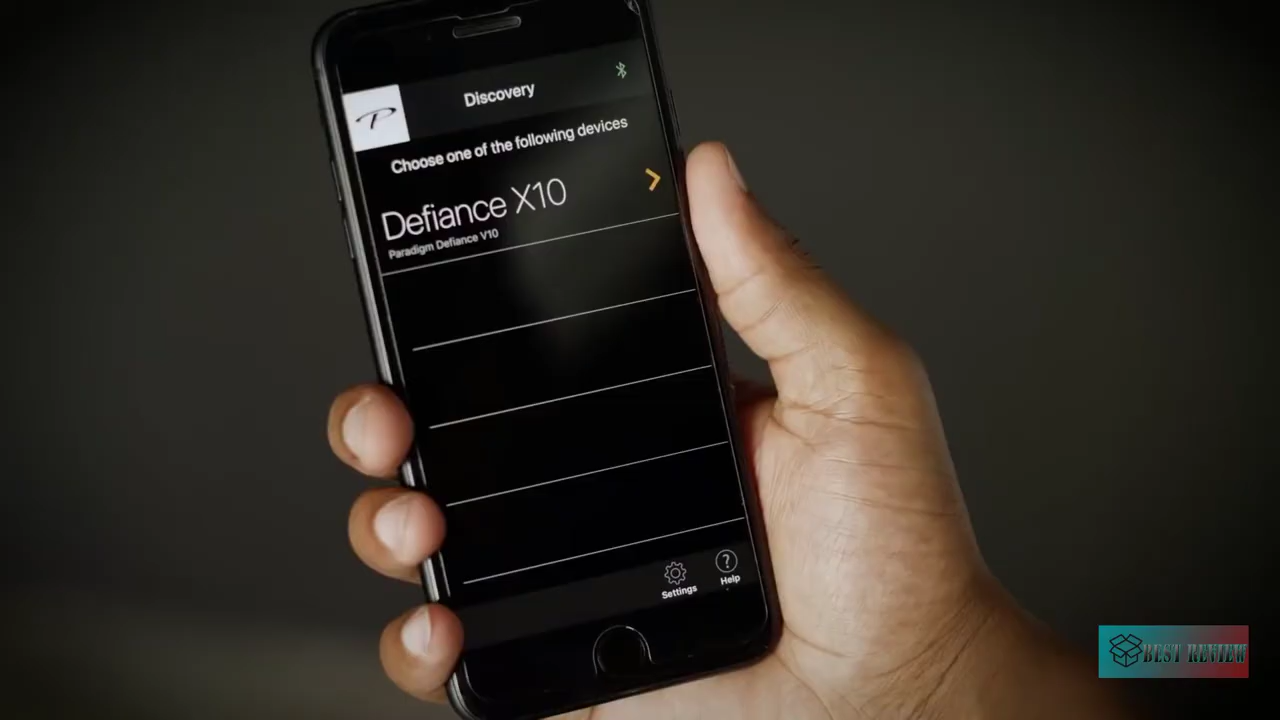 Discovery
Choose one of the following devices
Defiance X10
Paradigm Defiance V10
Settings
Help
BEST REVIEW